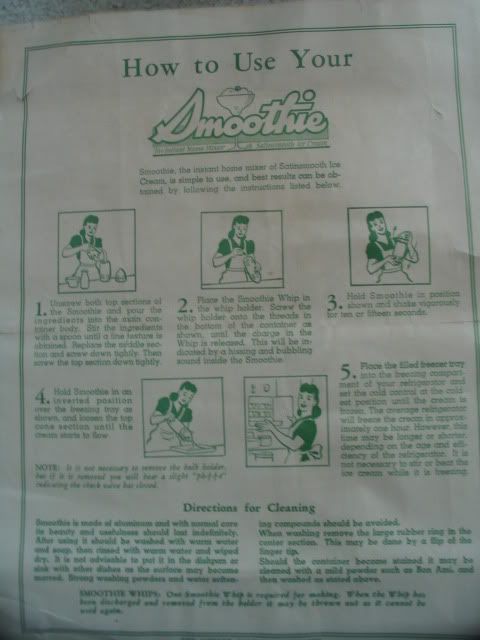 How to Use Your
Smoothie
The Instant Home Mixer of Satinsmooth Ice Cream
Smoothie, the instant home mixer of Satinsmooth Ice
Cream, is simple to use, and best results can be ob-
tained by following the instructions listed below.
1. Unscrew both top sections of
the Smoothie and pour the
ingredients into the main con-
tainer body. Stir the ingredients
with a spoon until a fine texture is
obtained. Replace the middle sec-
tion and screw down tightly. Then
screw the top section down tightly.
2. Place the Smoothie Whip in
the whip holder. Screw the
whip holder onto the threads in
the bottom of the container as
shown, until the charge in the
Whip is released. This will be in-
dicated by a hissing and bubbling
sound inside the Smoothie.
3. Hold Smoothie in position
shown and shake vigorously
for ten or fifteen seconds.
4. Hold Smoothie in an
inverted position
over the freezing tray as
shown, and loosen the top
cone section until the
cream starts to flow
5. Place the filled freezer tray
into the freezing compart-
ment of your refrigerator and
set the cold control at the cold-
est position until the cream is
frozen. The average refrigerator
will freeze the cream in approx-
imately one hour. However, this
time may be longer or shorter,
depending on the age and effi-
ciency of the refrigerator. It is
not necessary to stir or beat the
ice cream while it is freezing.
NOTE: It is not necessary to remove the bulb holder,
but if it is removed you will hear a slight
indicating the check valve has closed.
Directions for Cleaning
Smoothie is made of aluminum and with normal care
its beauty and usefulness should last indefinitely.
After using it should be washed with warm water
and soap, then rinsed with warm water and wiped
dry. It is not advisable to put it in the dishpan or
sink with other dishes as the surface may become
marred. Strong washing powders and water soften-
ing compounds should be avoided.
When washing remove the large rubber ring in the
center section. This may be done by a flip of the
finger tip.
Should the container become stained it may be
cleaned with a mild powder such as Bon Ami, and
then washed as stated above.
SMOOTHIE WHIPS: One Smoothie Whip is required for making. When the Whip has
been discharged and removed from the holder it may be thrown out as it cannot be
used again.